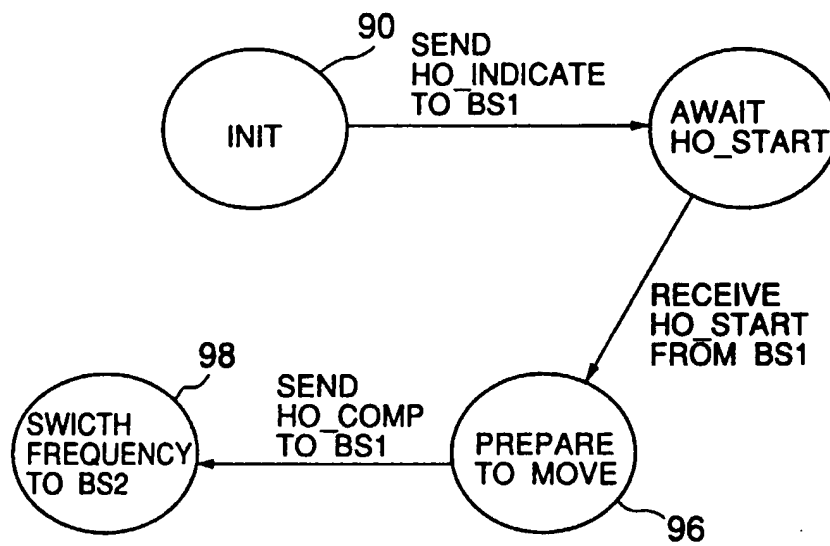 90
SEND
HO_INDICATE
TO BS1
INIT
AWAIT
HO_START
RECEIVE
HO_START
FROM BS1
98
SEND
HO_COMP
TO BS1
SWICTH
FREQUENCY
TO BS2
PREPARE
TO MOVE
96